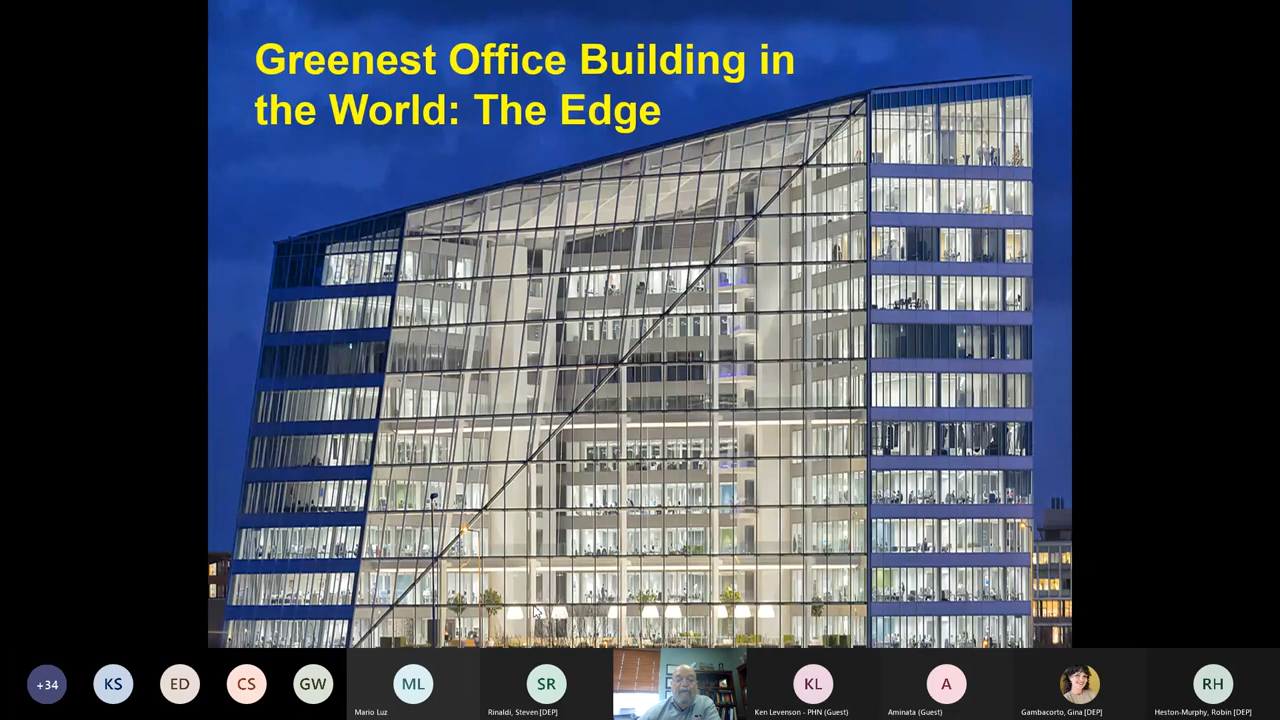 Greenest Office Building in
the World: The Edge
+34
KS
ED
CS
GW
ML
SR
KL
A
RH
Mario Luz
Rinaldi, Steven [DEP]
Ken Levenson - PHN (Guest)
Aminata (Guest)
Gambacorto, Gina [DEP]
Heston-Murphy, Robin [DEP]